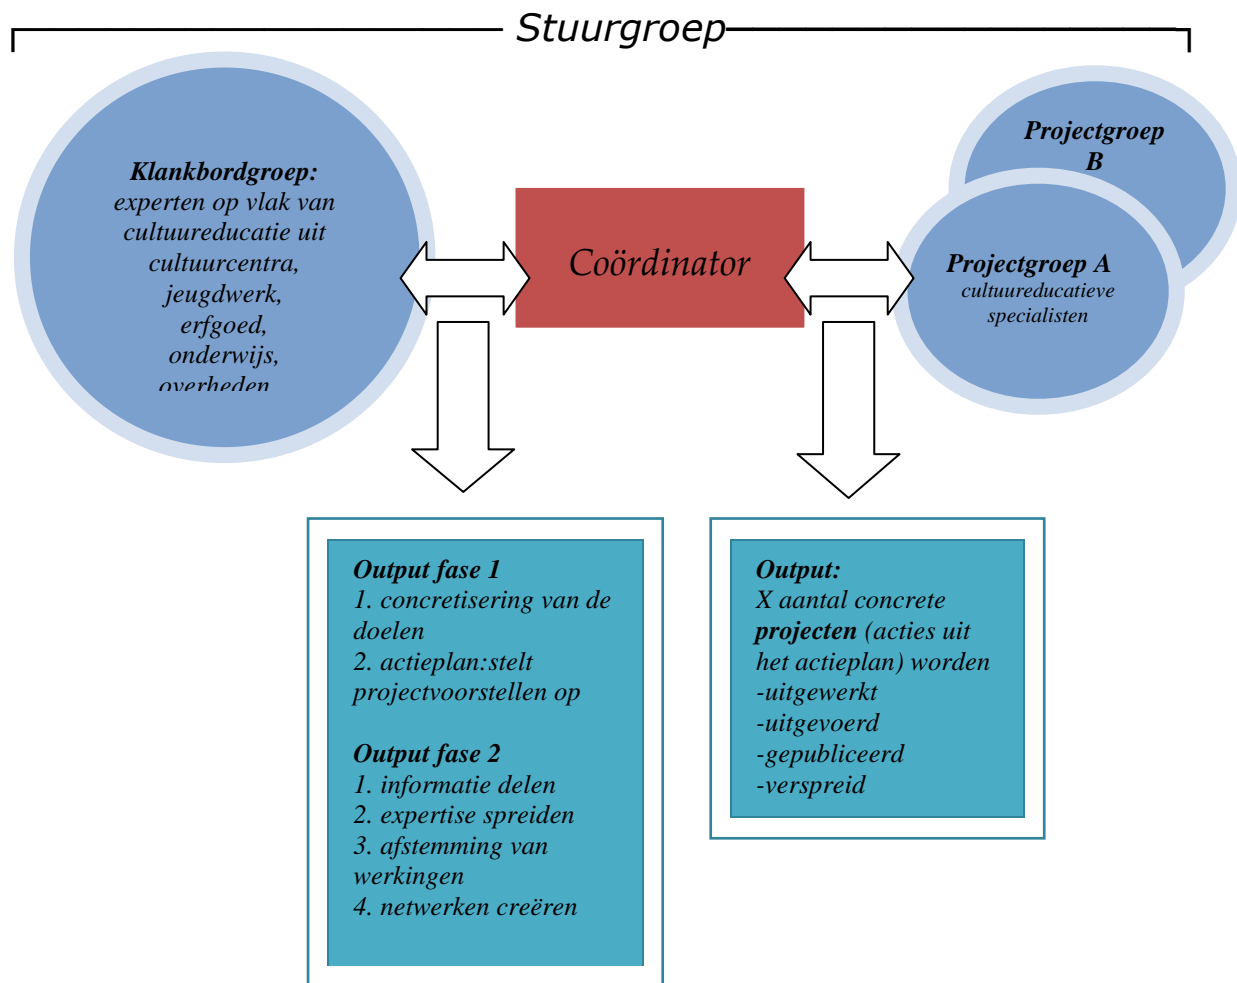 Stuurgroep
Klankbordgroep:
experten op vlak van
cultuureducatie uit
cultuurcentra,
jeugdwerk,
erfgoed,
onderwijs,
overheden
Coördinator
Projectgroep
B
Projectgroep A
cultuureducatieve
specialisten
Output fase 1
1. concretisering van de
doelen
2. actieplan:stelt
projectvoorstellen op
Output fase 2
1. informatie delen
2. expertise spreiden
3. afstemming van
werkingen
4. netwerken creëren
Output:
X aantal concrete
projecten (acties uit
het actieplan) worden
-uitgewerkt
-uitgevoerd
-gepubliceerd
-verspreid